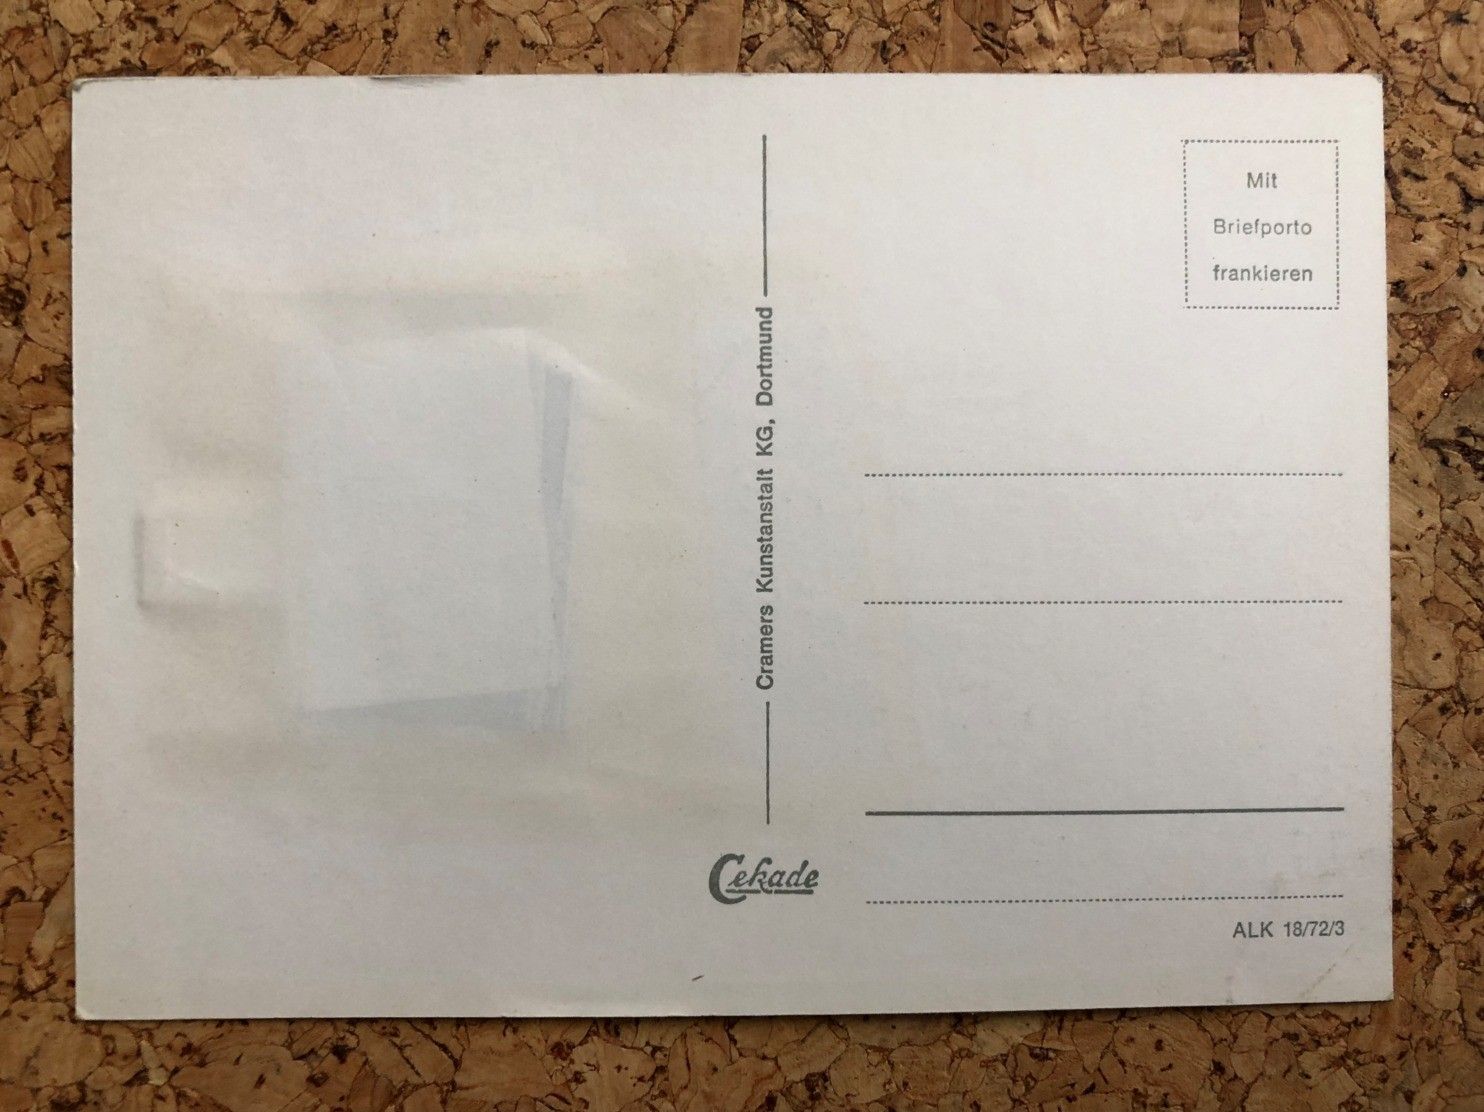 Mit
Briefporto
frankieren
Cramers Kunstanstalt KG, Dortmund
Cekade
ALK 18/72/3